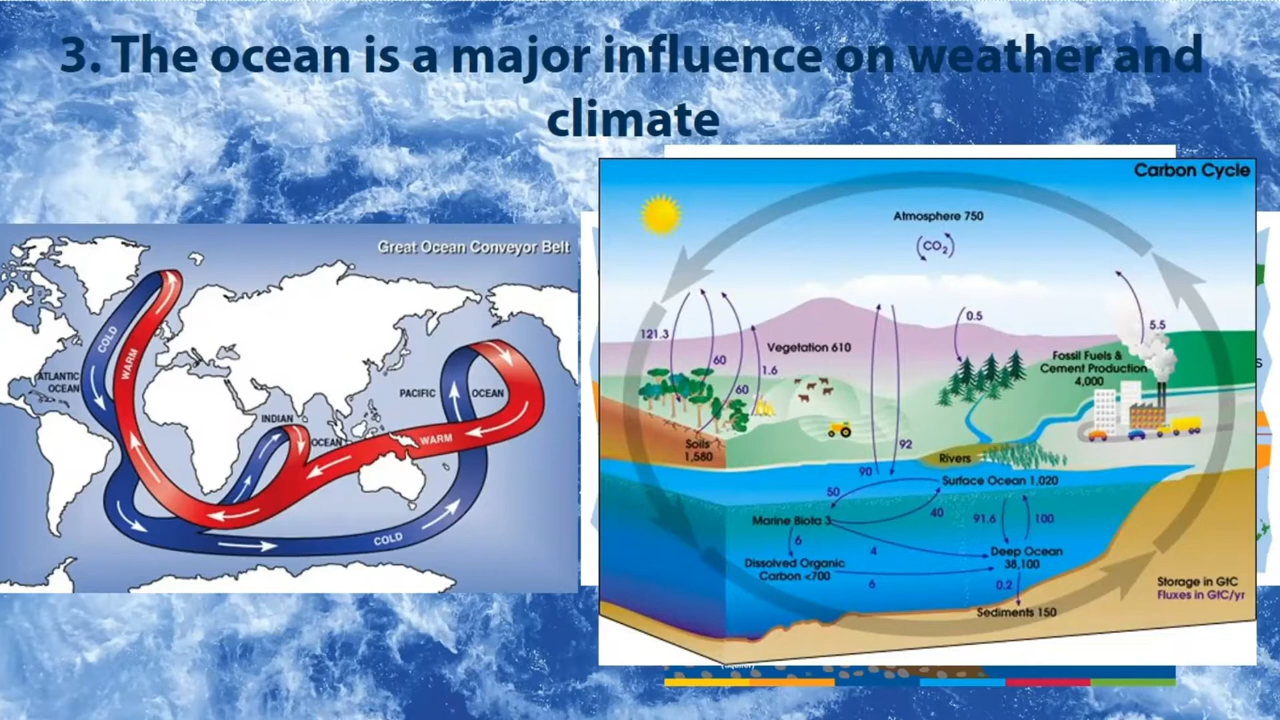 3. The ocean is a major influence on weather and
climate
Great Ocean Conveyor Belt
COLD
WARM
ATLANTIC
OCEAN
PACIFIC
OCEAN
INDIAN
OCEAN
WARM
COLD
Carbon Cycle
Atmosphere 750
(CO2)
121.3
60
60
1.6
Vegetation 610
0.5
5.5
Fossil Fuels &
Cement Production
4,000
Soils
1,580
92
90
Rivers
Surface Ocean 1,020
50
40
91.6
100
Marine Biota 3
6
4
Deep Ocean
38,100
Dissolved Organic
Carbon <700
6
0.2
Sediments 150
Storage in GtC
Fluxes in GtC/yr